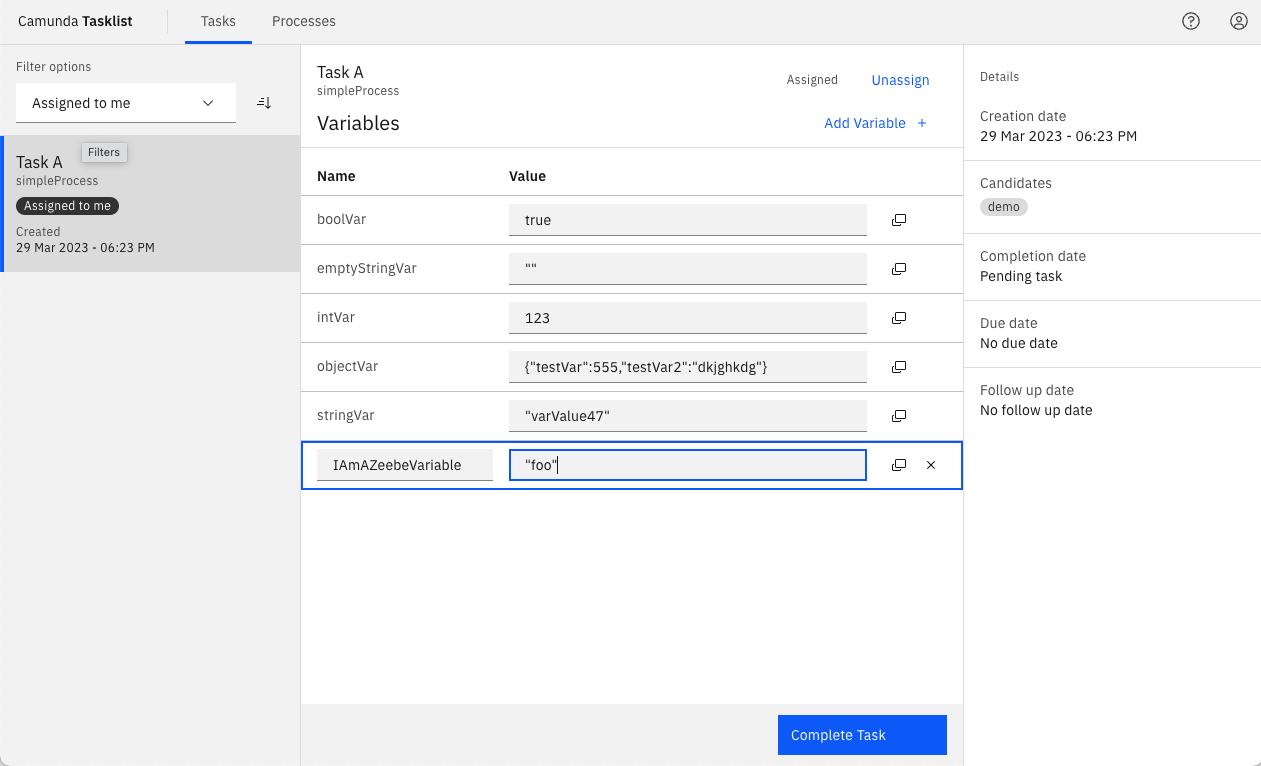 Camunda Tasklist
Tasks
Processes
Filter options
Assigned to me
Filters
Task A
simpleProcess
Assigned to me
Created
29 Mar 2023 - 06:23 PM
Task A
simpleProcess
Assigned
Unassign
Variables
Add Variable +
Name Value
boolVar true
emptyStringVar ""
intVar 123
objectVar {"testVar":555,"testVar2":"dkjghkdg"}
stringVar "varValue47"
IAmAZeebeVariable "foo"
Complete Task
Details
Creation date
29 Mar 2023 - 06:23 PM
Candidates
demo
Completion date
Pending task
Due date
No due date
Follow up date
No follow up date